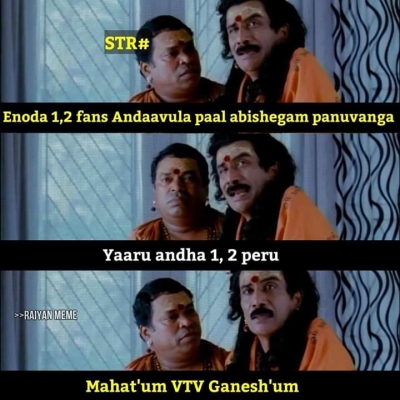 STR#
Enoda 1,2 fans Andaavula paal abishegam panuvanga
Yaaru andha 1, 2 peru
>>RAIYAN MEME
Mahat'um VTV Ganesh'um